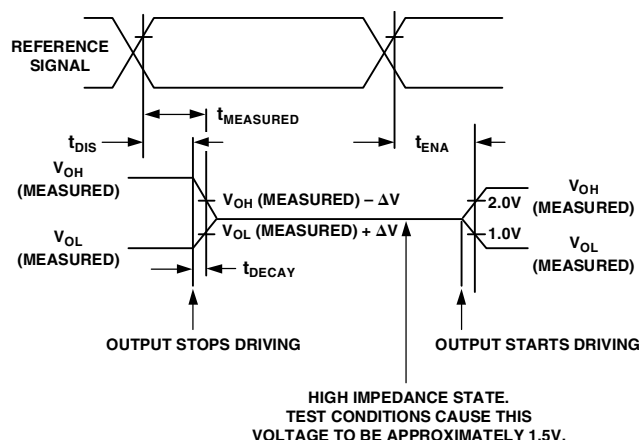 REFERENCE
SIGNAL
tMEASURED
tDIS
tENA
VOH
(MEASURED)
VOH (MEASURED) – ΔV
2.0V
VOH
(MEASURED)
VOL
(MEASURED)
VOL (MEASURED) + ΔV
1.0V
VOL
(MEASURED)
tDECAY
OUTPUT STOPS DRIVING
OUTPUT STARTS DRIVING
HIGH IMPEDANCE STATE.
TEST CONDITIONS CAUSE THIS
VOLTAGE TO BE APPROXIMATELY 1.5V.